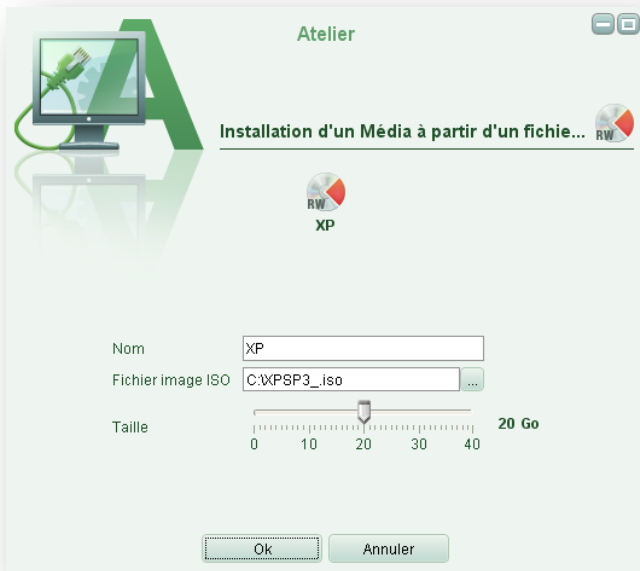 Atelier
A
Installation d'un Média à partir d'un fichie...
RW
RW
XP
Nom
XP
Fichier image ISO
C:\XPSP3_.iso
...
Taille
20 Go
0 10 20 30 40
Ok
Annuler